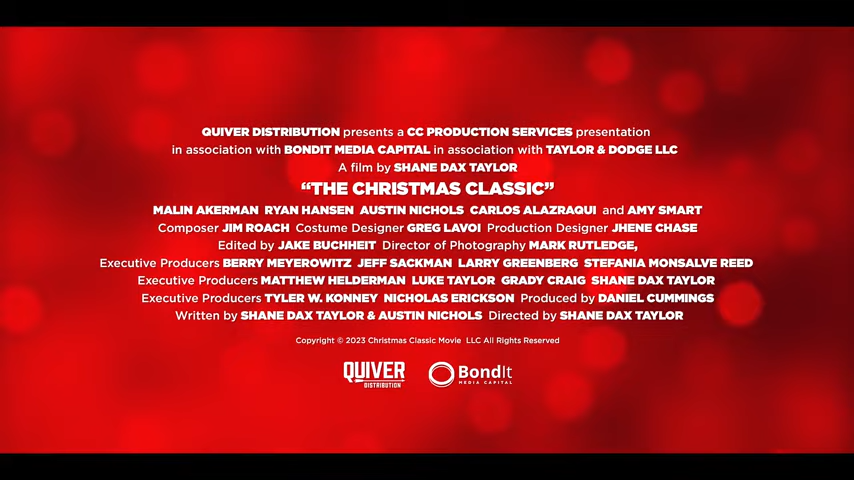 QUIVER DISTRIBUTION presents a CC PRODUCTION SERVICES presentation
in association with BONDIT MEDIA CAPITAL in association with TAYLOR & DODGE LLC
A film by SHANE DAX TAYLOR
“THE CHRISTMAS CLASSIC”
MALIN AKERMAN RYAN HANSEN AUSTIN NICHOLS CARLOS ALAZRAQUI and AMY SMART
Composer JIM ROACH Costume Designer GREG LAVOI Production Designer JHENE CHASE
Edited by JAKE BUCHHEIT Director of Photography MARK RUTLEDGE,
Executive Producers BERRY MEYEROWITZ JEFF SACKMAN LARRY GREENBERG STEFANIA MONSALVE REED
Executive Producers MATTHEW HELDERMAN LUKE TAYLOR GRADY CRAIG SHANE DAX TAYLOR
Executive Producers TYLER W. KONNEY NICHOLAS ERICKSON Produced by DANIEL CUMMINGS
Written by SHANE DAX TAYLOR & AUSTIN NICHOLS Directed by SHANE DAX TAYLOR
Copyright © 2023 Christmas Classic Movie LLC All Rights Reserved
QUIVER DISTRIBUTION
BondIt MEDIA CAPITAL